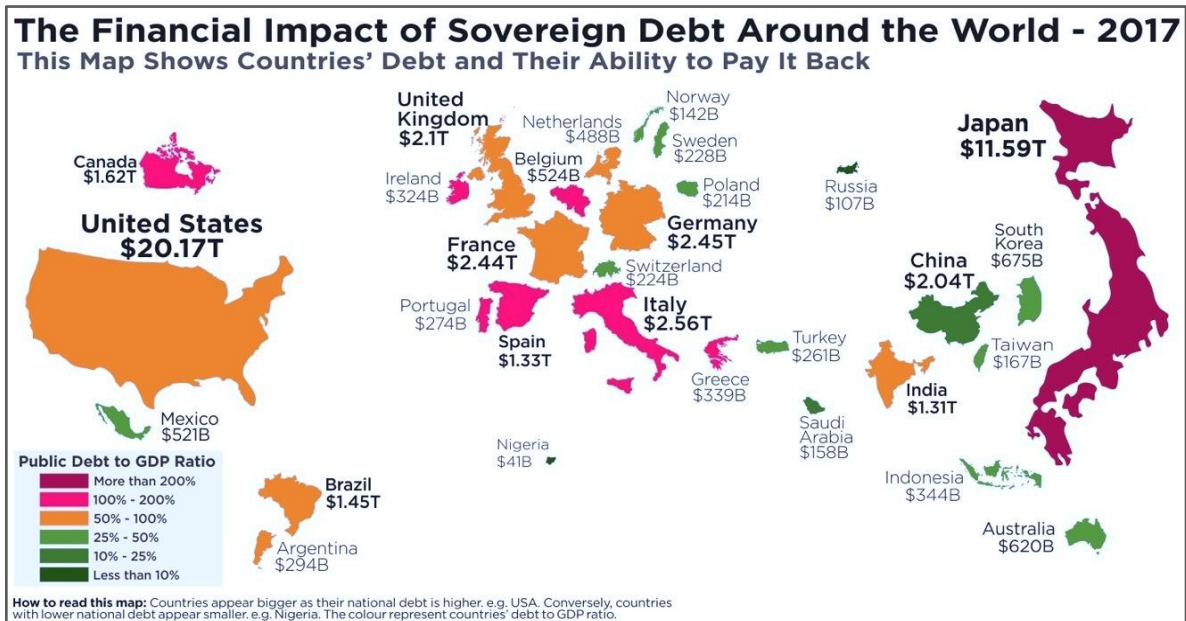 The Financial Impact of Sovereign Debt Around the World - 2017
This Map Shows Countries' Debt and Their Ability to Pay It Back
Canada
$1.62T
United States
$20.17T
Mexico
$521B
Brazil
$1.45T
Argentina
$294B
United
Kingdom
$2.1T
Ireland
$324B
Netherlands
$488B
Belgium
$524B
Norway
$142B
Sweden
$228B
Poland
$214B
Germany
$2.45T
France
$2.44T
Switzerland
$224B
Portugal
$274B
Spain
$1.33T
Italy
$2.56T
Greece
$339B
Turkey
$261B
Nigeria
$41B
Russia
$107B
Saudi
Arabia
$158B
India
$1.31T
China
$2.04T
South
Korea
$675B
Taiwan
$167B
Japan
$11.59T
Indonesia
$344B
Australia
$620B
Public Debt to GDP Ratio
More than 200%
100% - 200%
50% - 100%
25% - 50%
10% - 25%
Less than 10%
How to read this map: Countries appear bigger as their national debt is higher. e.g. USA. Conversely, countries
with lower national debt appear smaller. e.g. Nigeria. The colour represent countries' debt to GDP ratio.